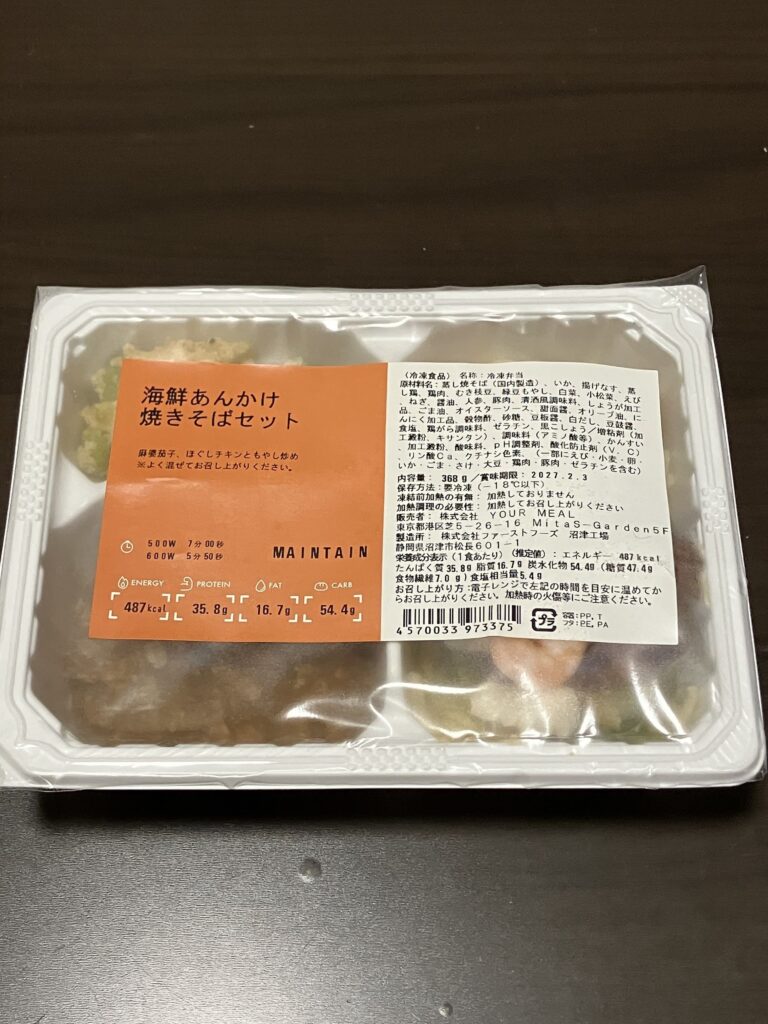 海鮮あんかけ
焼きそばセット
麻婆茄子、ほぐしチキンともやし炒め
※よく混ぜてお召し上がりください。
500W 7分00秒
600W 5分50秒
MAINTAIN
ENERGY PROTEIN FAT CARB
487kcal 35.8g 16.7g 54.4g
(冷凍食品) 名称:冷凍弁当
原材料名:蒸し焼そば(国内製造)、いか、揚げなす、蒸
し鶏、鶏肉、むき枝豆、緑豆もやし、白菜、小松菜、えび
、ねぎ、醤油、人参、豚肉、清酒風調味料、しょうが加工
品、ごま油、オイスターソース、甜面醤、オリーブ油、に
んにく加工品、穀物酢、砂糖、豆板醤、白だし、豆鼓醤
、食塩、鶏がら調味料、ゼラチン、黒こしょう/増粘剤(加
工澱粉、キサンタン)、調味料(アミノ酸等)、かんすい
、加工澱粉、酸味料、pH調整剤、酸化防止剤(V.C)
、リン酸Ca、クチナシ色素、(一部にえび・小麦・卵・
いか・ごま・さけ・大豆・鶏肉・豚肉・ゼラチンを含む)
内容量: 368g/賞味期限: 2027.2.3
保存方法:要冷凍(-18℃以下)
凍結前加熱の有無: 加熱しておりません
加熱調理の必要性: 加熱してお召し上がりください
販売者: 株式会社 YOUR MEAL
東京都港区芝5-26-16 MitaS-Garden5F
製造所: 株式会社ファーストフーズ 沼津工場
静岡県沼津市松長601-1
栄養成分表示(1食あたり)(推定値): エネルギー 487kcal
たんぱく質35.8g 脂質16.7g 炭水化物54.4g(糖質47.4g
食物繊維7.0g)食塩相当量5.4g
お召し上がり方:電子レンジで左記の時間を目安に温めてか
らお召し上がりください。加熱時の火傷等にご注意ください。
4570033973375
プラ
容器:PP,T
フタ:PE,PA